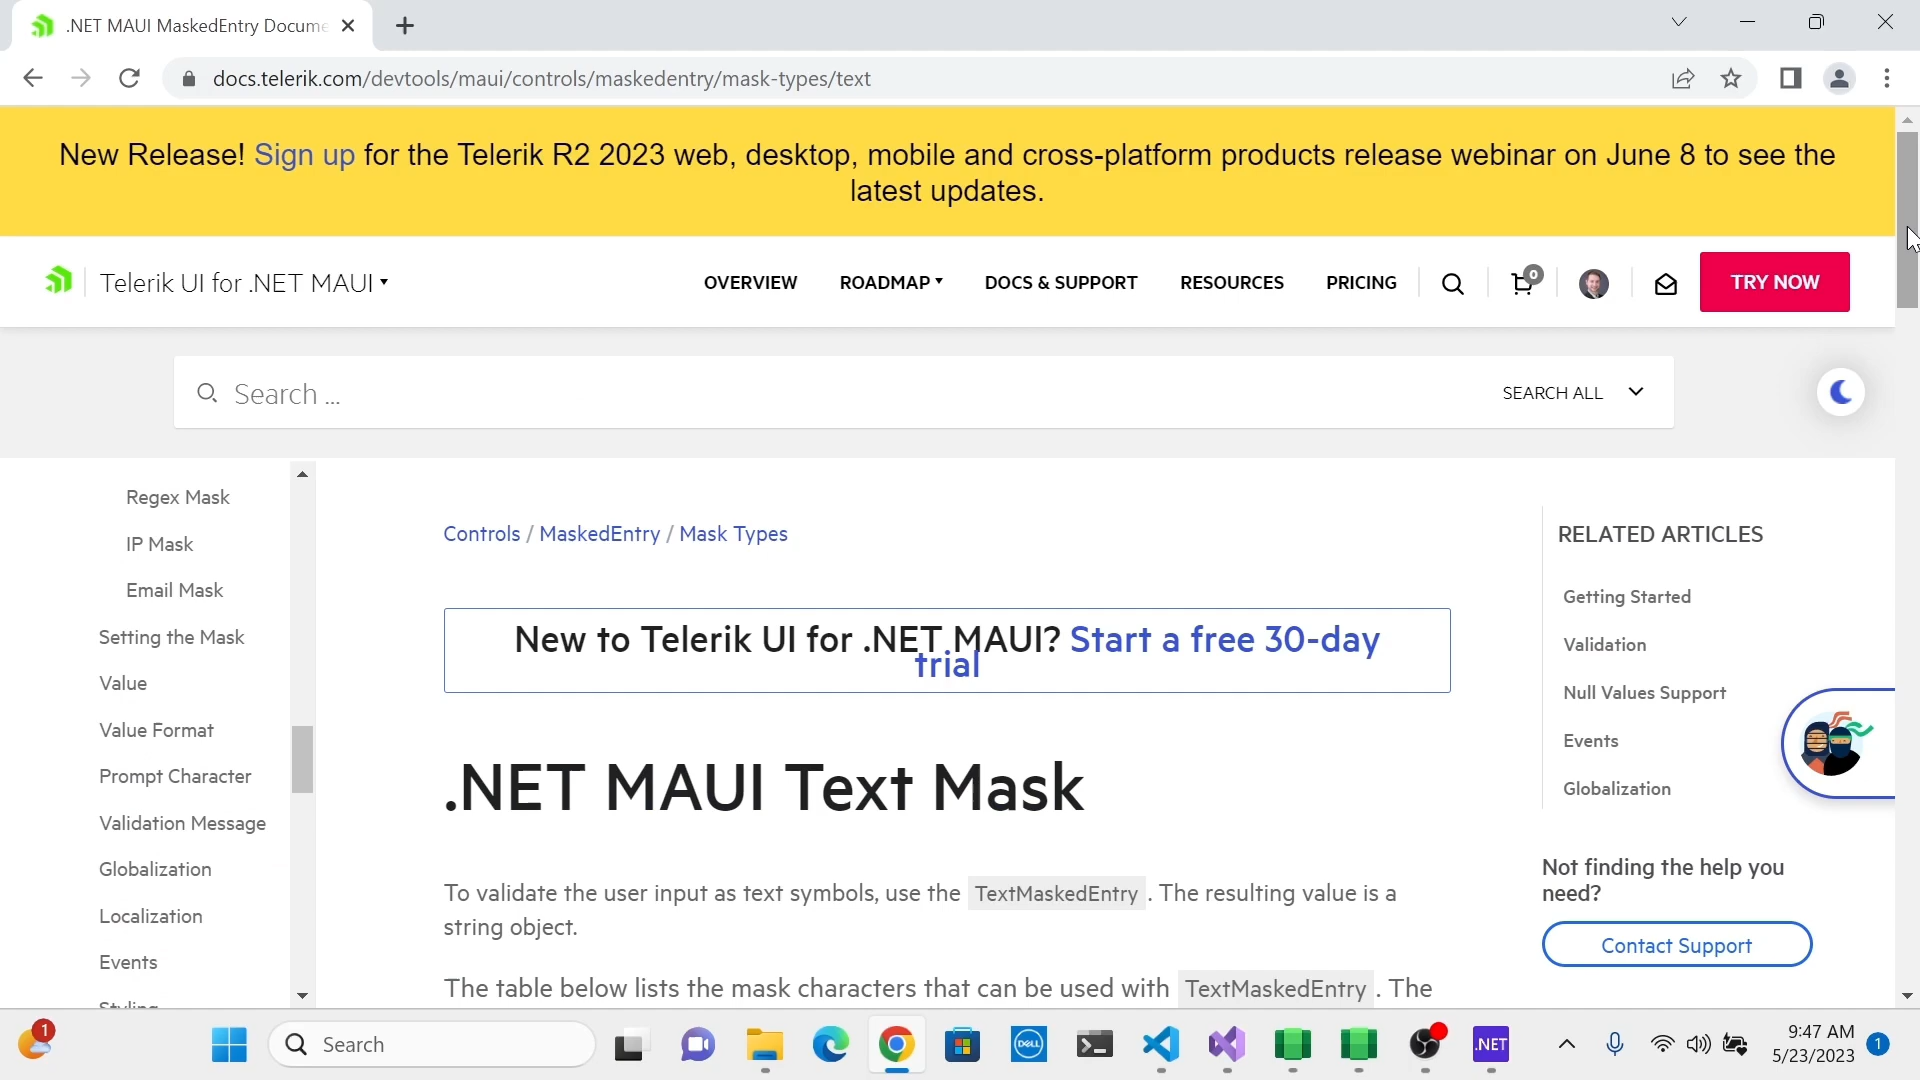 .NET MAUI MaskedEntry Docume
docs.telerik.com/devtools/maui/controls/maskedentry/mask-types/text
New Release! Sign up for the Telerik R2 2023 web, desktop, mobile and cross-platform products release webinar on June 8 to see the
latest updates.
Telerik UI for .NET MAUI
OVERVIEW
ROADMAP
DOCS & SUPPORT
RESOURCES
PRICING
0
TRY NOW
Search ...
SEARCH ALL
Regex Mask
IP Mask
Email Mask
Setting the Mask
Value
Value Format
Prompt Character
Validation Message
Globalization
Localization
Events
Styling
Controls / MaskedEntry / Mask Types
New to Telerik UI for .NET MAUI? Start a free 30-day
trial
.NET MAUI Text Mask
To validate the user input as text symbols, use the TextMaskedEntry . The resulting value is a
string object.
The table below lists the mask characters that can be used with TextMaskedEntry . The
RELATED ARTICLES
Getting Started
Validation
Null Values Support
Events
Globalization
Not finding the help you
need?
Contact Support
1
Search
DELL
.NET
9:47 AM
5/23/2023
1